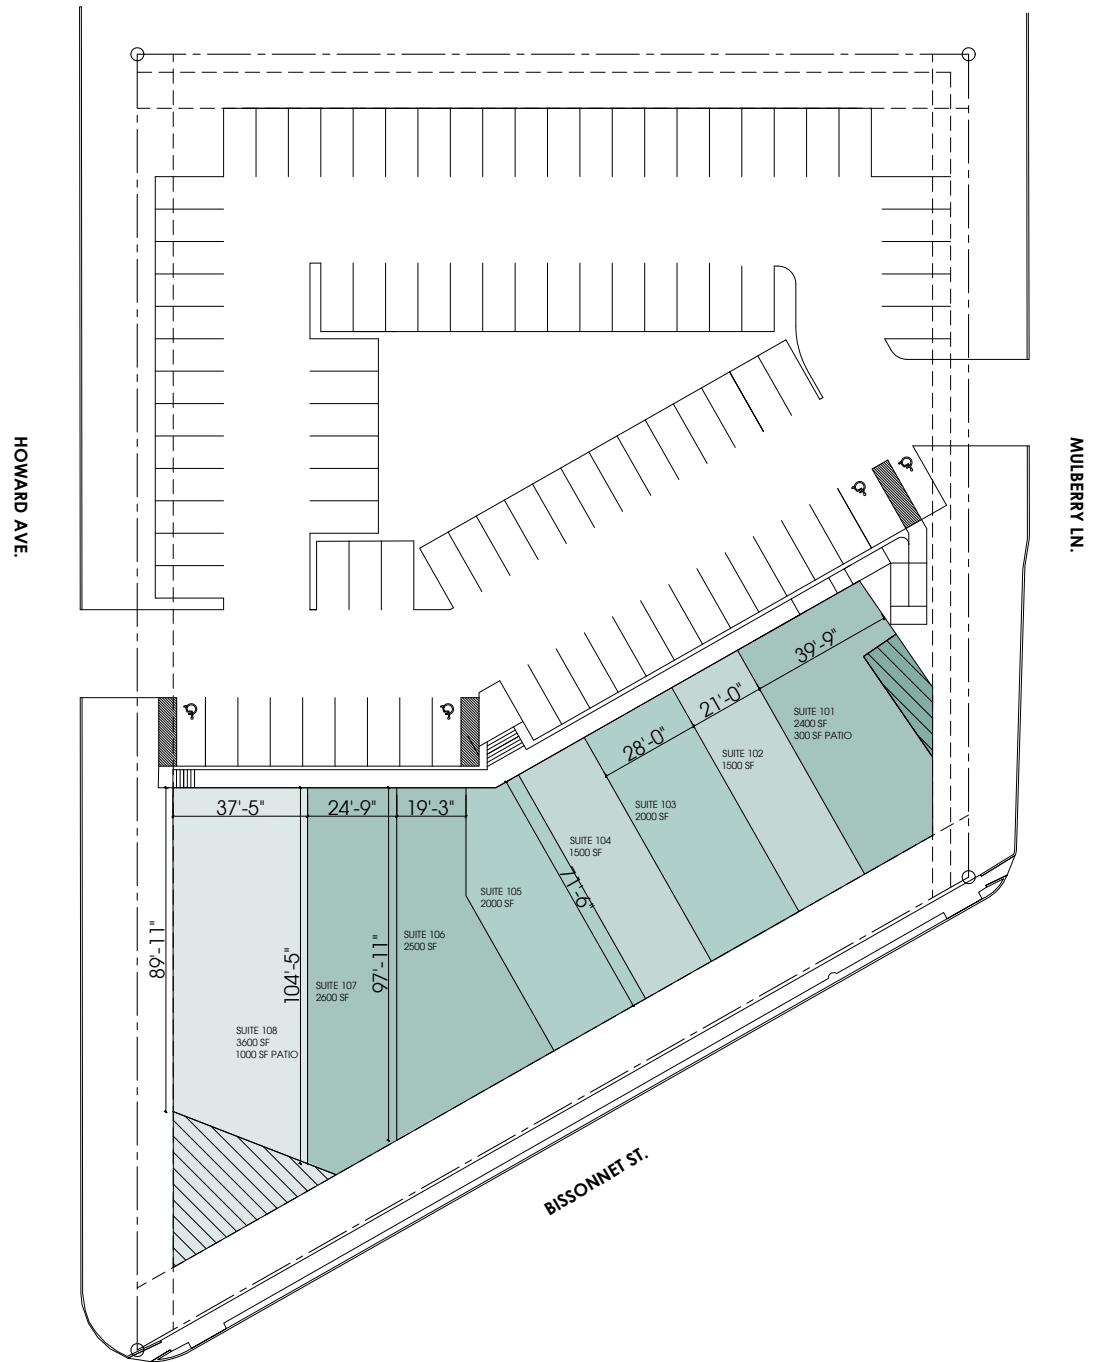 HOWARD AVE.
MULBERRY LN.
39'-9"
21'-0"
28'-0"
SUITE 101
2400 SF
300 SF PATIO
SUITE 102
1500 SF
SUITE 103
2000 SF
SUITE 104
1500 SF
71'-6"
37'-5"
24'-9"
19'-3"
SUITE 105
2000 SF
SUITE 106
2500 SF
89'-11"
104'-5"
97'-11"
SUITE 107
2600 SF
SUITE 108
3600 SF
1000 SF PATIO
BISSONNET ST.